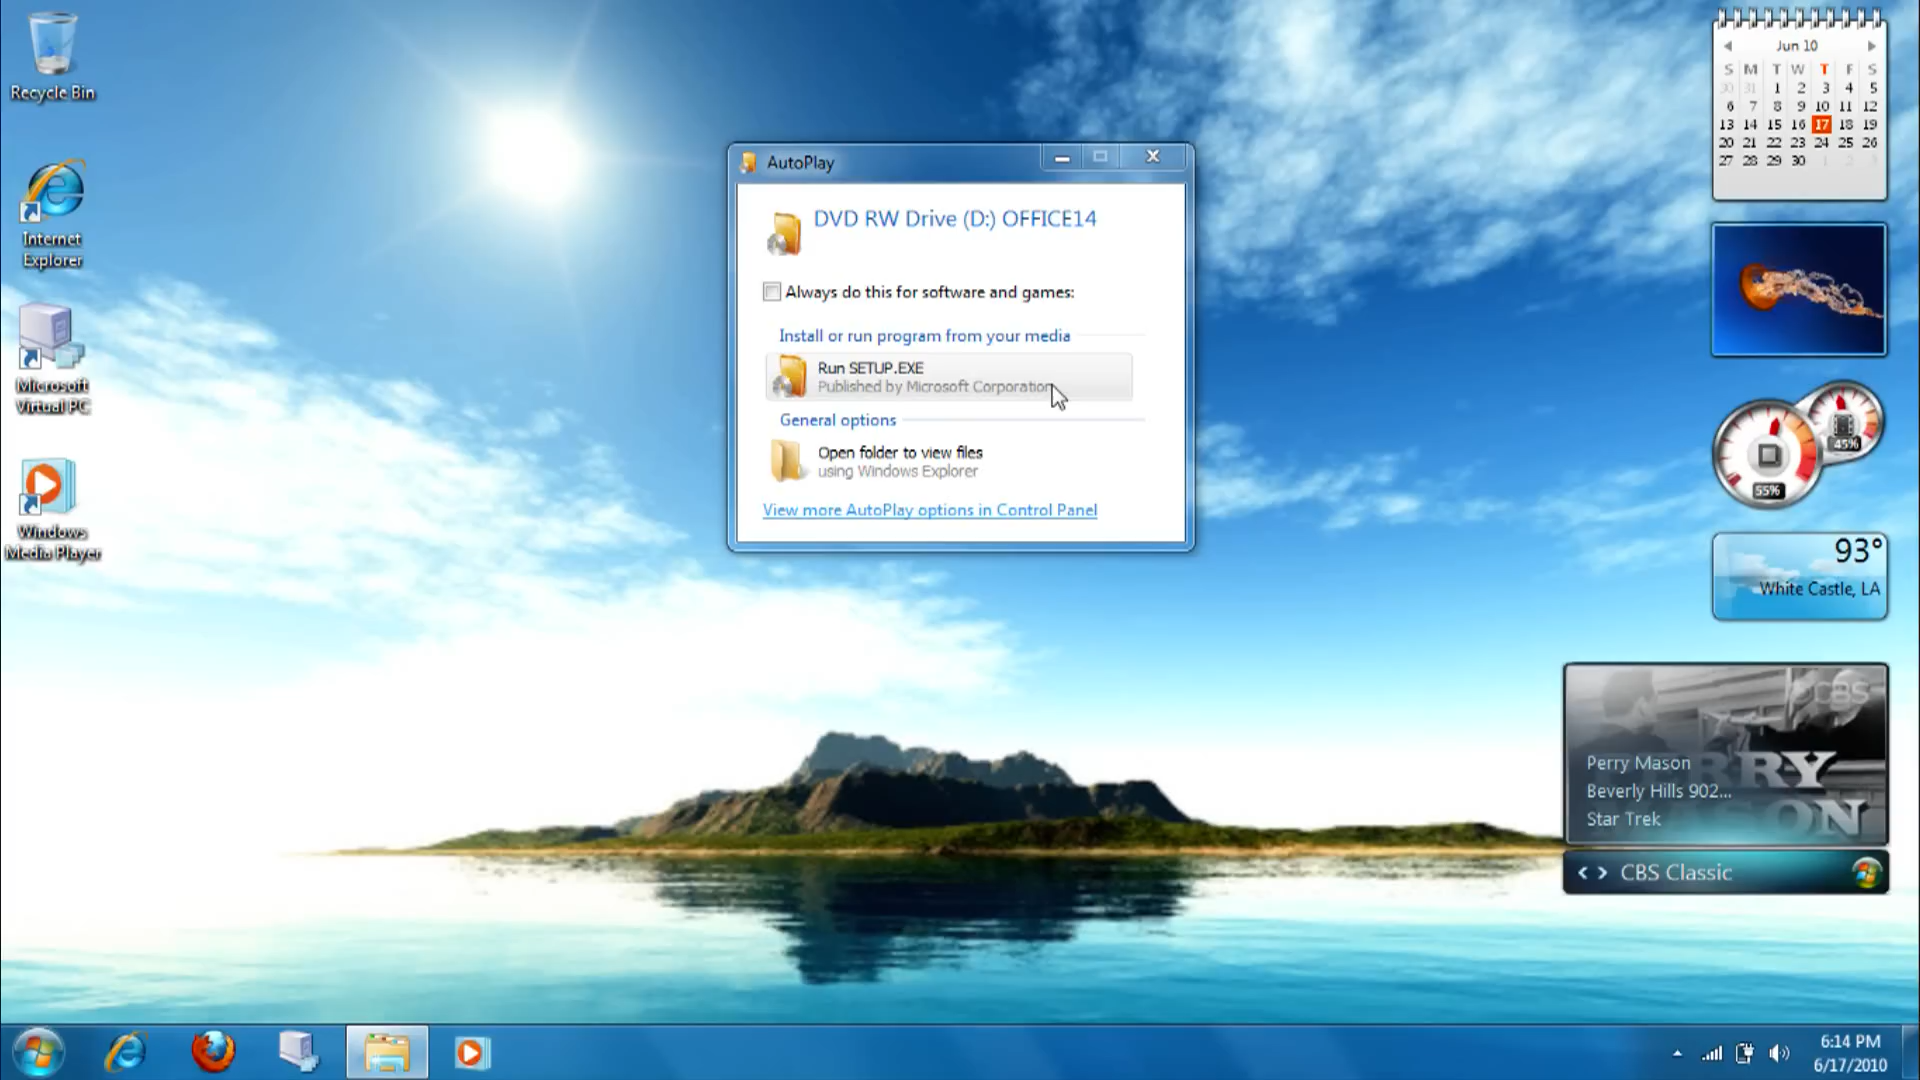 Recycle Bin
Internet
Explorer
Microsoft
Virtual PC
Windows
Media Player
AutoPlay
DVD RW Drive (D:) OFFICE14
Always do this for software and games:
Install or run program from your media
Run SETUP.EXE
Published by Microsoft Corporation
General options
Open folder to view files
using Windows Explorer
View more AutoPlay options in Control Panel
Jun 10
S M T W T F S
30 31 1 2 3 4 5
6 7 8 9 10 11 12
13 14 15 16 17 18 19
20 21 22 23 24 25 26
27 28 29 30 1 2 3
45%
55%
93°
White Castle, LA
CBS
Perry Mason
Beverly Hills 902...
Star Trek
CBS Classic
6:14 PM
6/17/2010